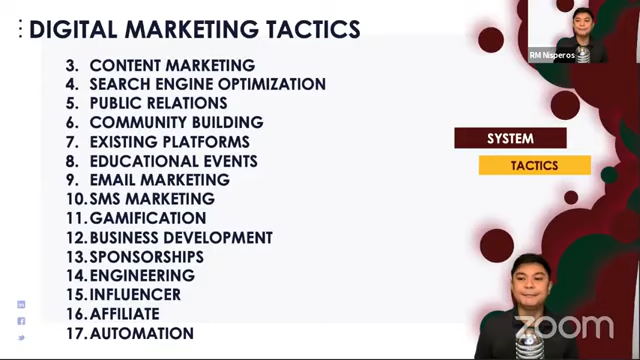 DIGITAL MARKETING TACTICS
3. CONTENT MARKETING
4. SEARCH ENGINE OPTIMIZATION
5. PUBLIC RELATIONS
6. COMMUNITY BUILDING
7. EXISTING PLATFORMS
8. EDUCATIONAL EVENTS
9. EMAIL MARKETING
10. SMS MARKETING
11. GAMIFICATION
12. BUSINESS DEVELOPMENT
13. SPONSORSHIPS
14. ENGINEERING
15. INFLUENCER
16. AFFILIATE
17. AUTOMATION
SYSTEM
TACTICS
RM Nisperos
zoom